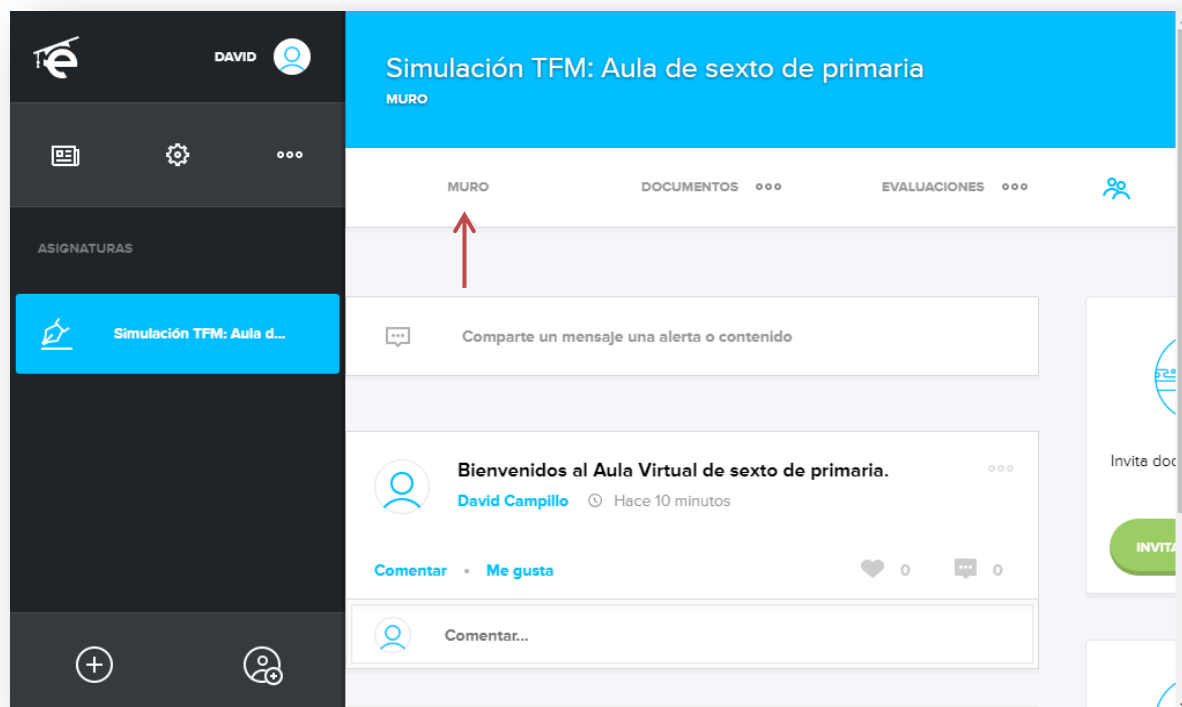 DAVID
Simulación TFM: Aula de sexto de primaria
MURO
MURO
DOCUMENTOS
EVALUACIONES
ASIGNATURAS
Simulación TFM: Aula d...
Comparte un mensaje una alerta o contenido
Bienvenidos al Aula Virtual de sexto de primaria.
David Campillo Hace 10 minutos
Invita doc
Comentar • Me gusta
0 0
INVITA
Comentar...